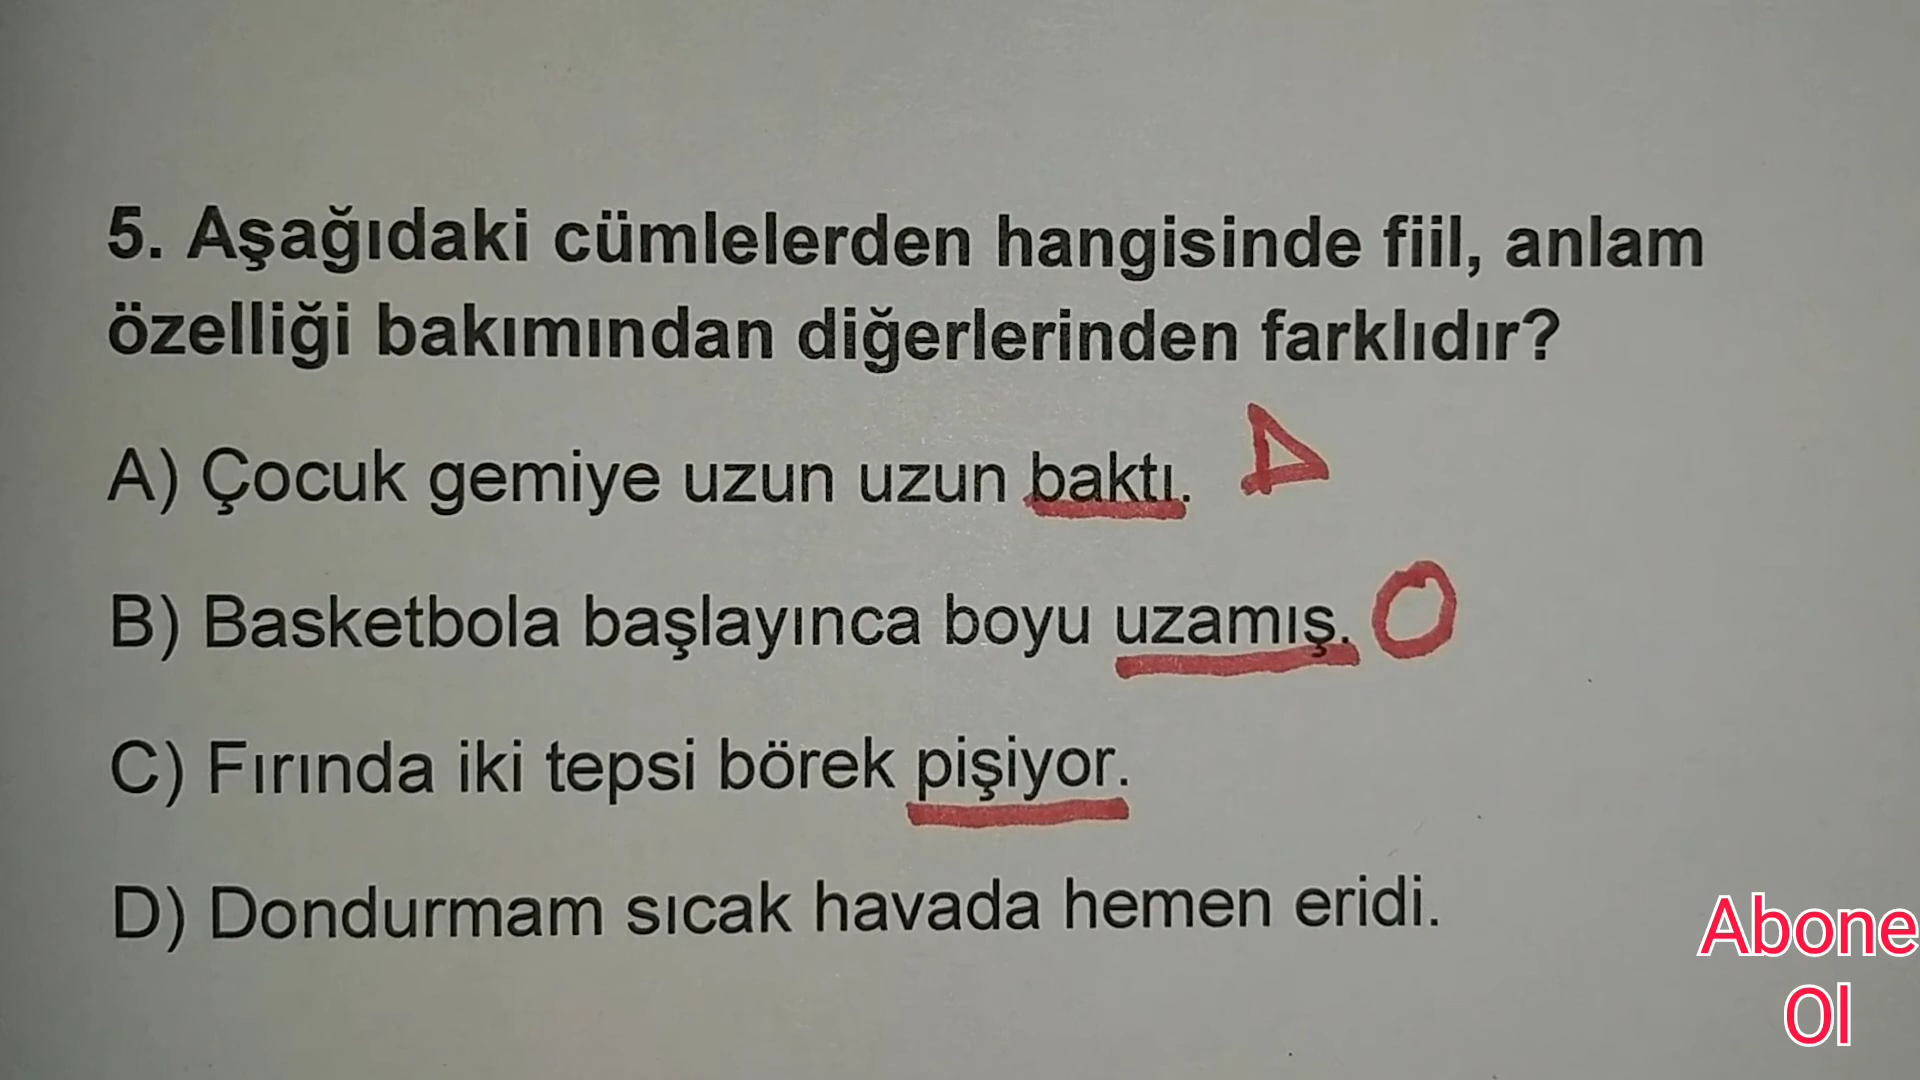 5. Aşağıdaki cümlelerden hangisinde fiil, anlam
özelliği bakımından diğerlerinden farklıdır?
A) Çocuk gemiye uzun uzun baktı.
B) Basketbola başlayınca boyu uzamış. O
C) Fırında iki tepsi börek pişiyor.
D) Dondurmam sıcak havada hemen eridi.
Abone
Ol